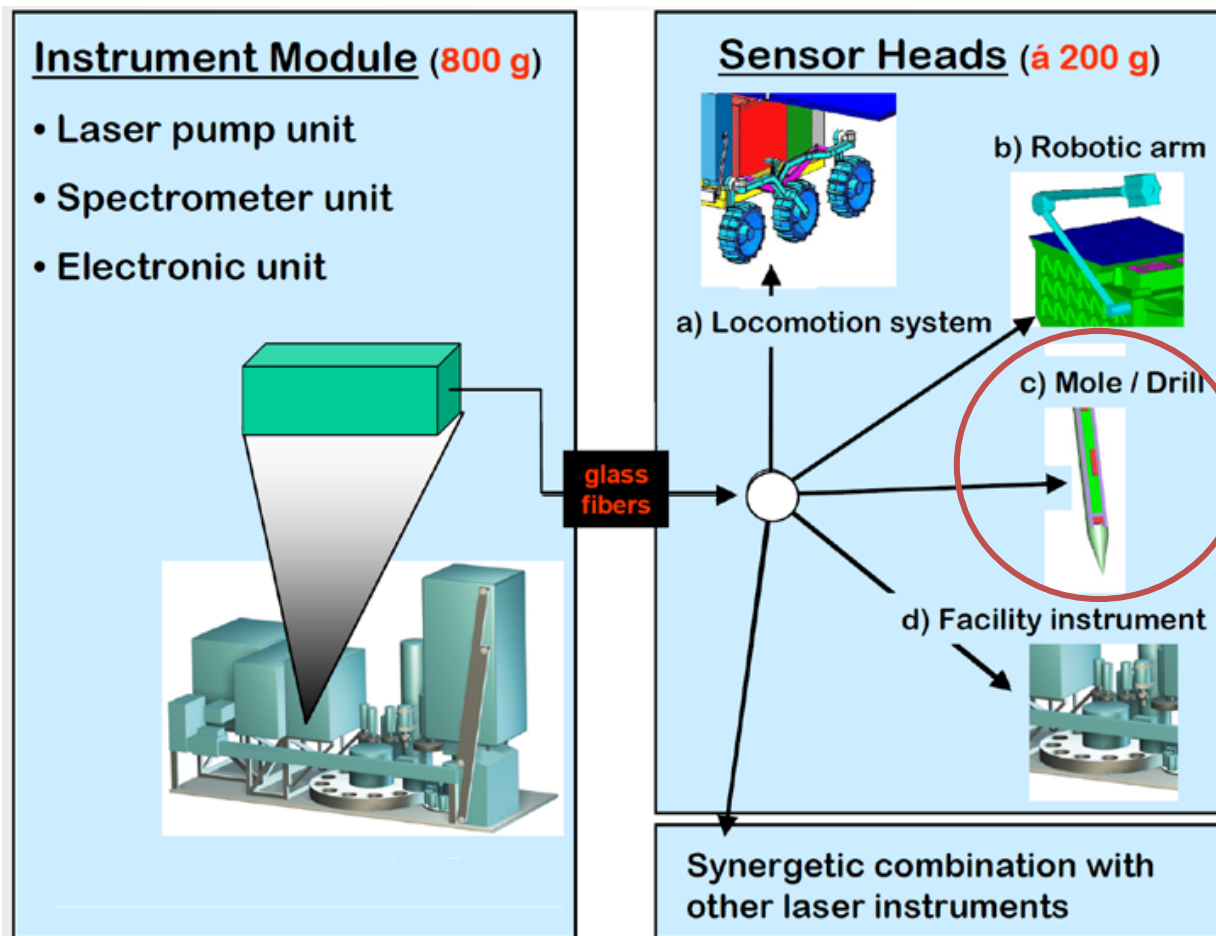 Instrument Module (800 g)
• Laser pump unit
• Spectrometer unit
• Electronic unit
glass
fibers
Sensor Heads (á 200 g)
a) Locomotion system
b) Robotic arm
c) Mole / Drill
d) Facility instrument
Synergetic combination with
other laser instruments